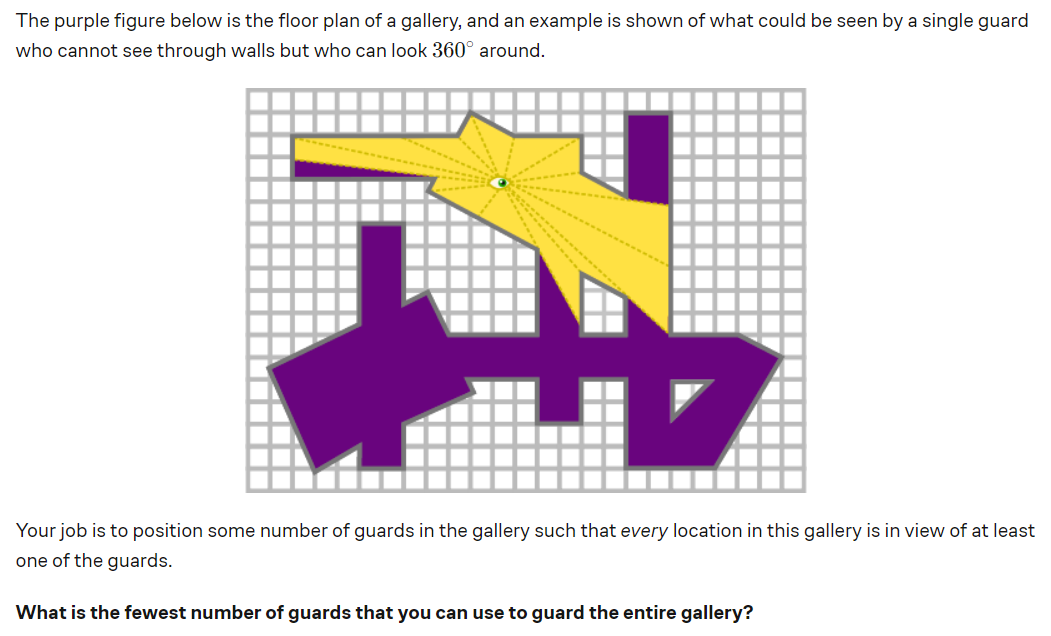 The purple figure below is the floor plan of a gallery, and an example is shown of what could be seen by a single guard
who cannot see through walls but who can look 360° around.
Your job is to position some number of guards in the gallery such that every location in this gallery is in view of at least
one of the guards.
What is the fewest number of guards that you can use to guard the entire gallery?